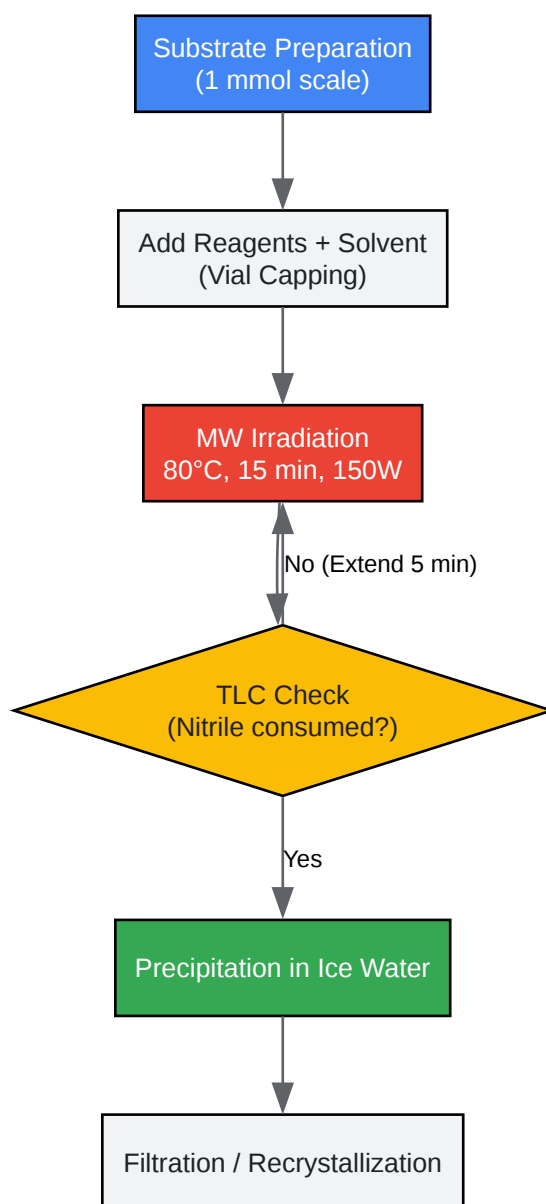 Substrate Preparation
(1 mmol scale)
Add Reagents + Solvent
(Vial Capping)
MW Irradiation
80°C, 15 min, 150W
No (Extend 5 min)
TLC Check
(Nitrile consumed?)
Yes
Precipitation in Ice Water
Filtration / Recrystallization